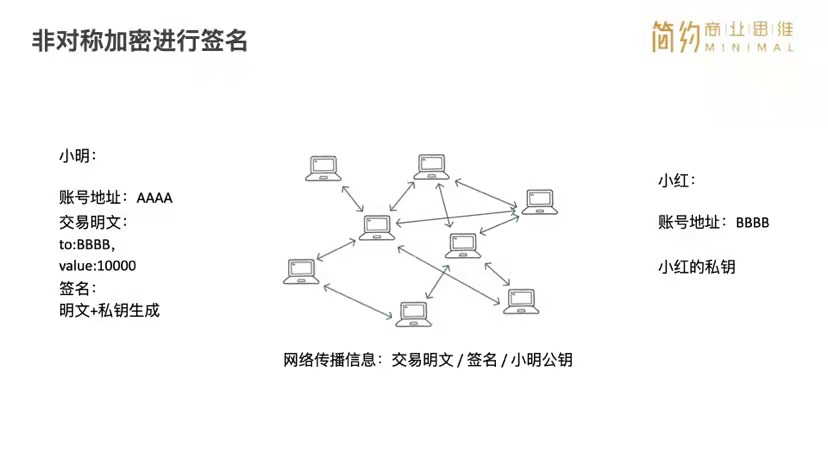 非对称加密进行签名
简约商业思维
MINIMAL
小明：
账号地址：AAAA
交易明文：
to:BBBB，
value:10000
签名：
明文+私钥生成
小红：
账号地址：BBBB
小红的私钥
网络传播信息：交易明文 / 签名 / 小明公钥